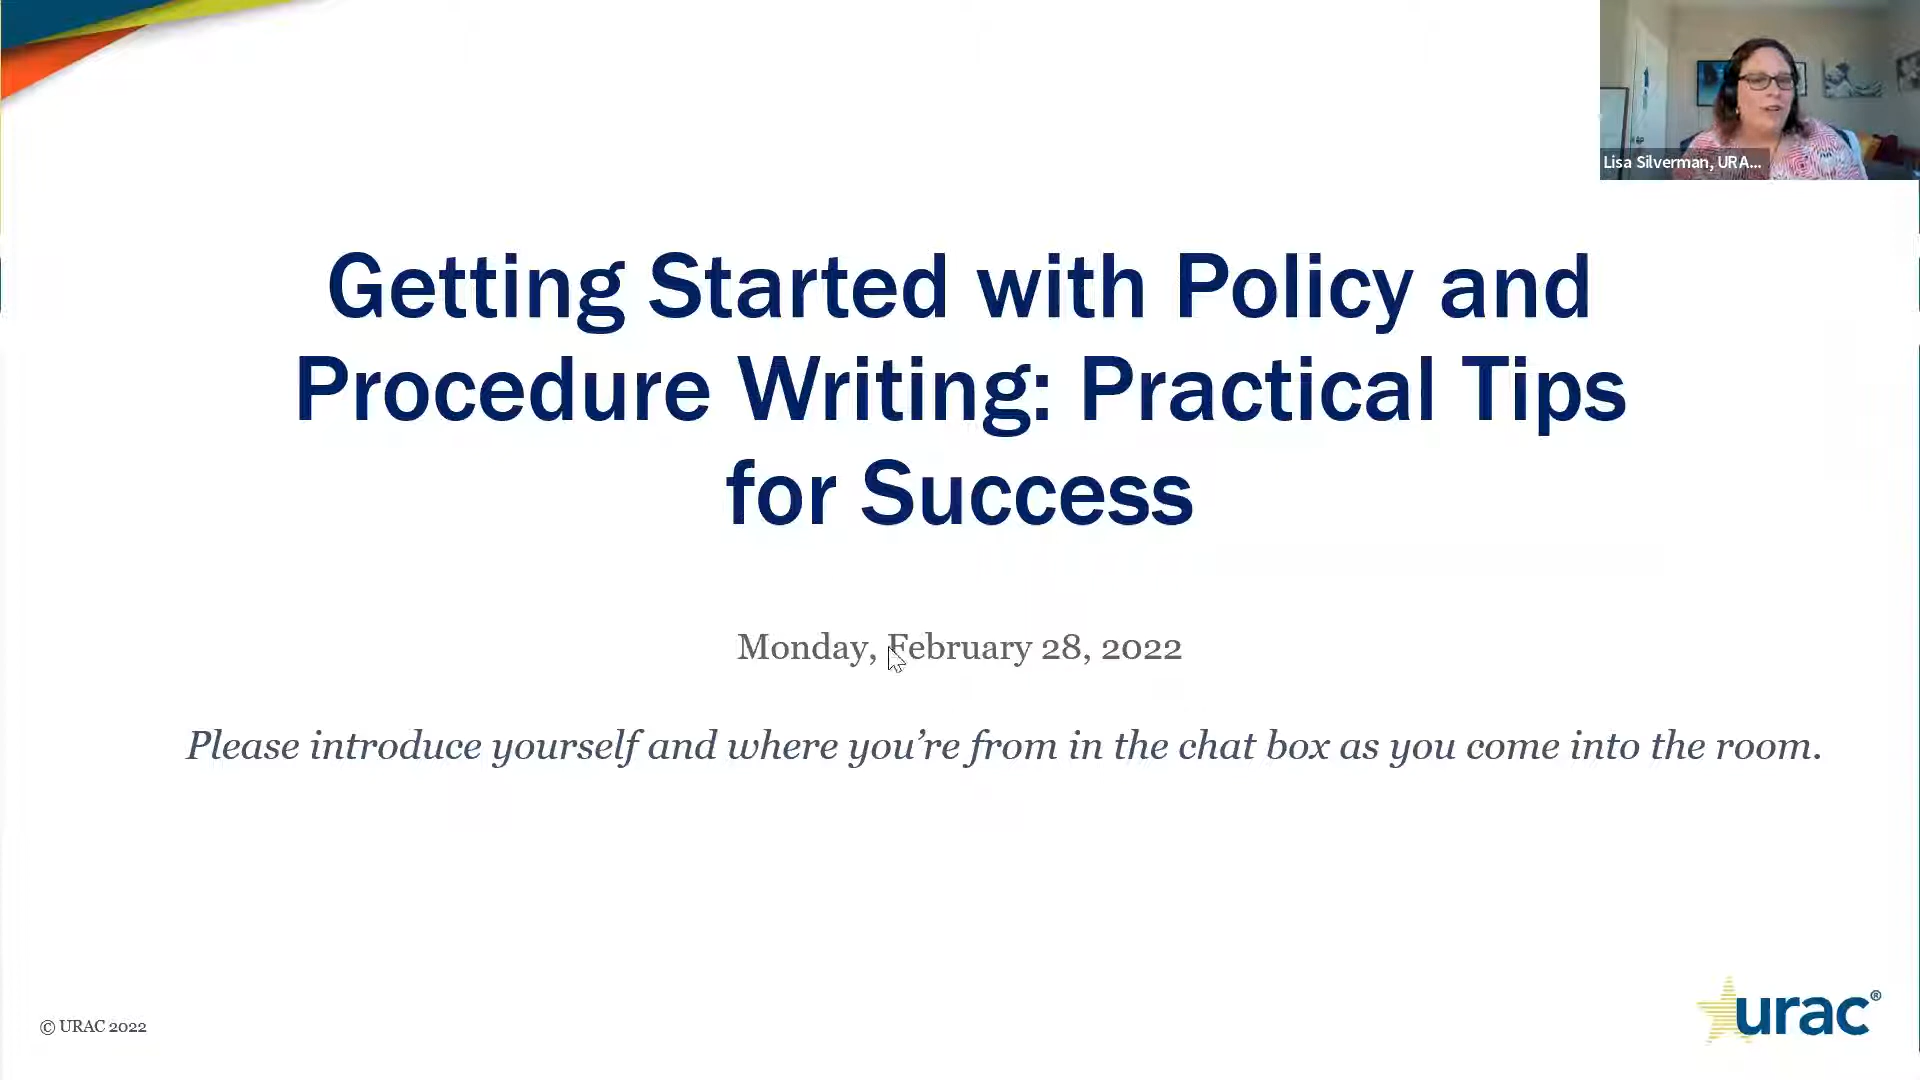 Lisa Silverman, URA...
Getting Started with Policy and
Procedure Writing: Practical Tips
for Success
Monday, February 28, 2022
Please introduce yourself and where you’re from in the chat box as you come into the room.
© URAC 2022
urac®